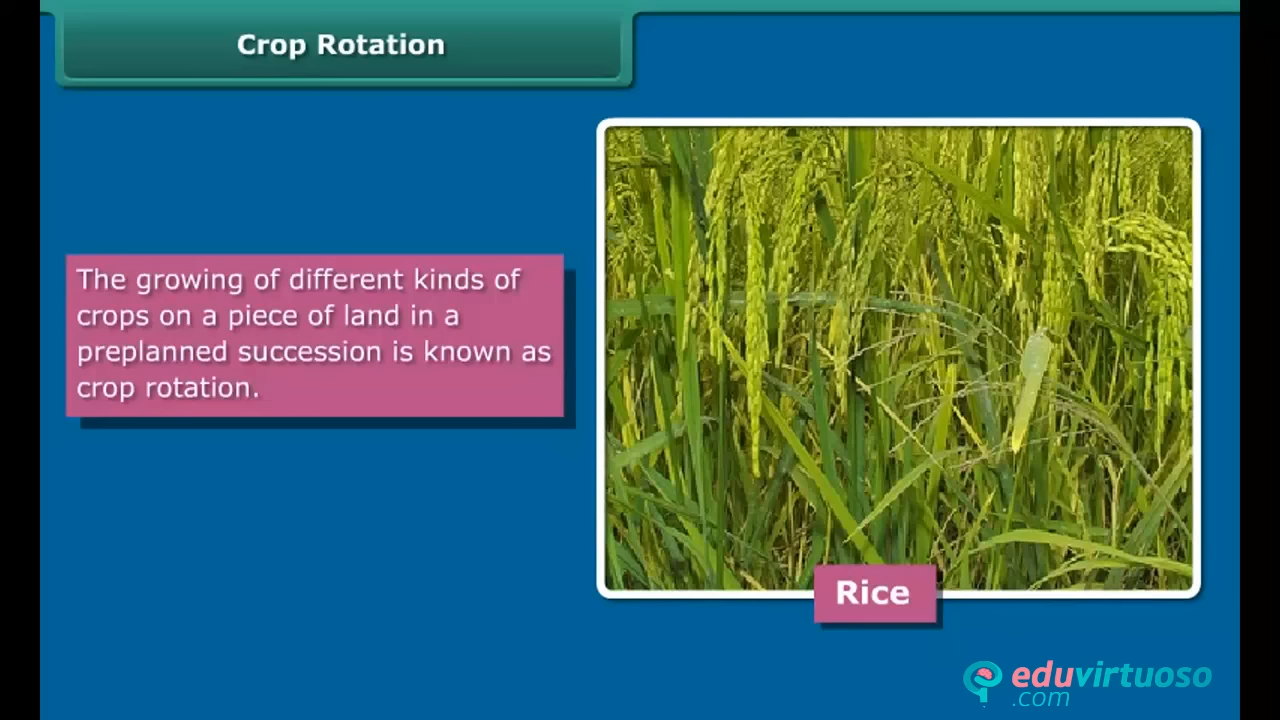 Crop Rotation
The growing of different kinds of
crops on a piece of land in a
preplanned succession is known as
crop rotation.
Rice
eduvirtuoso
.com